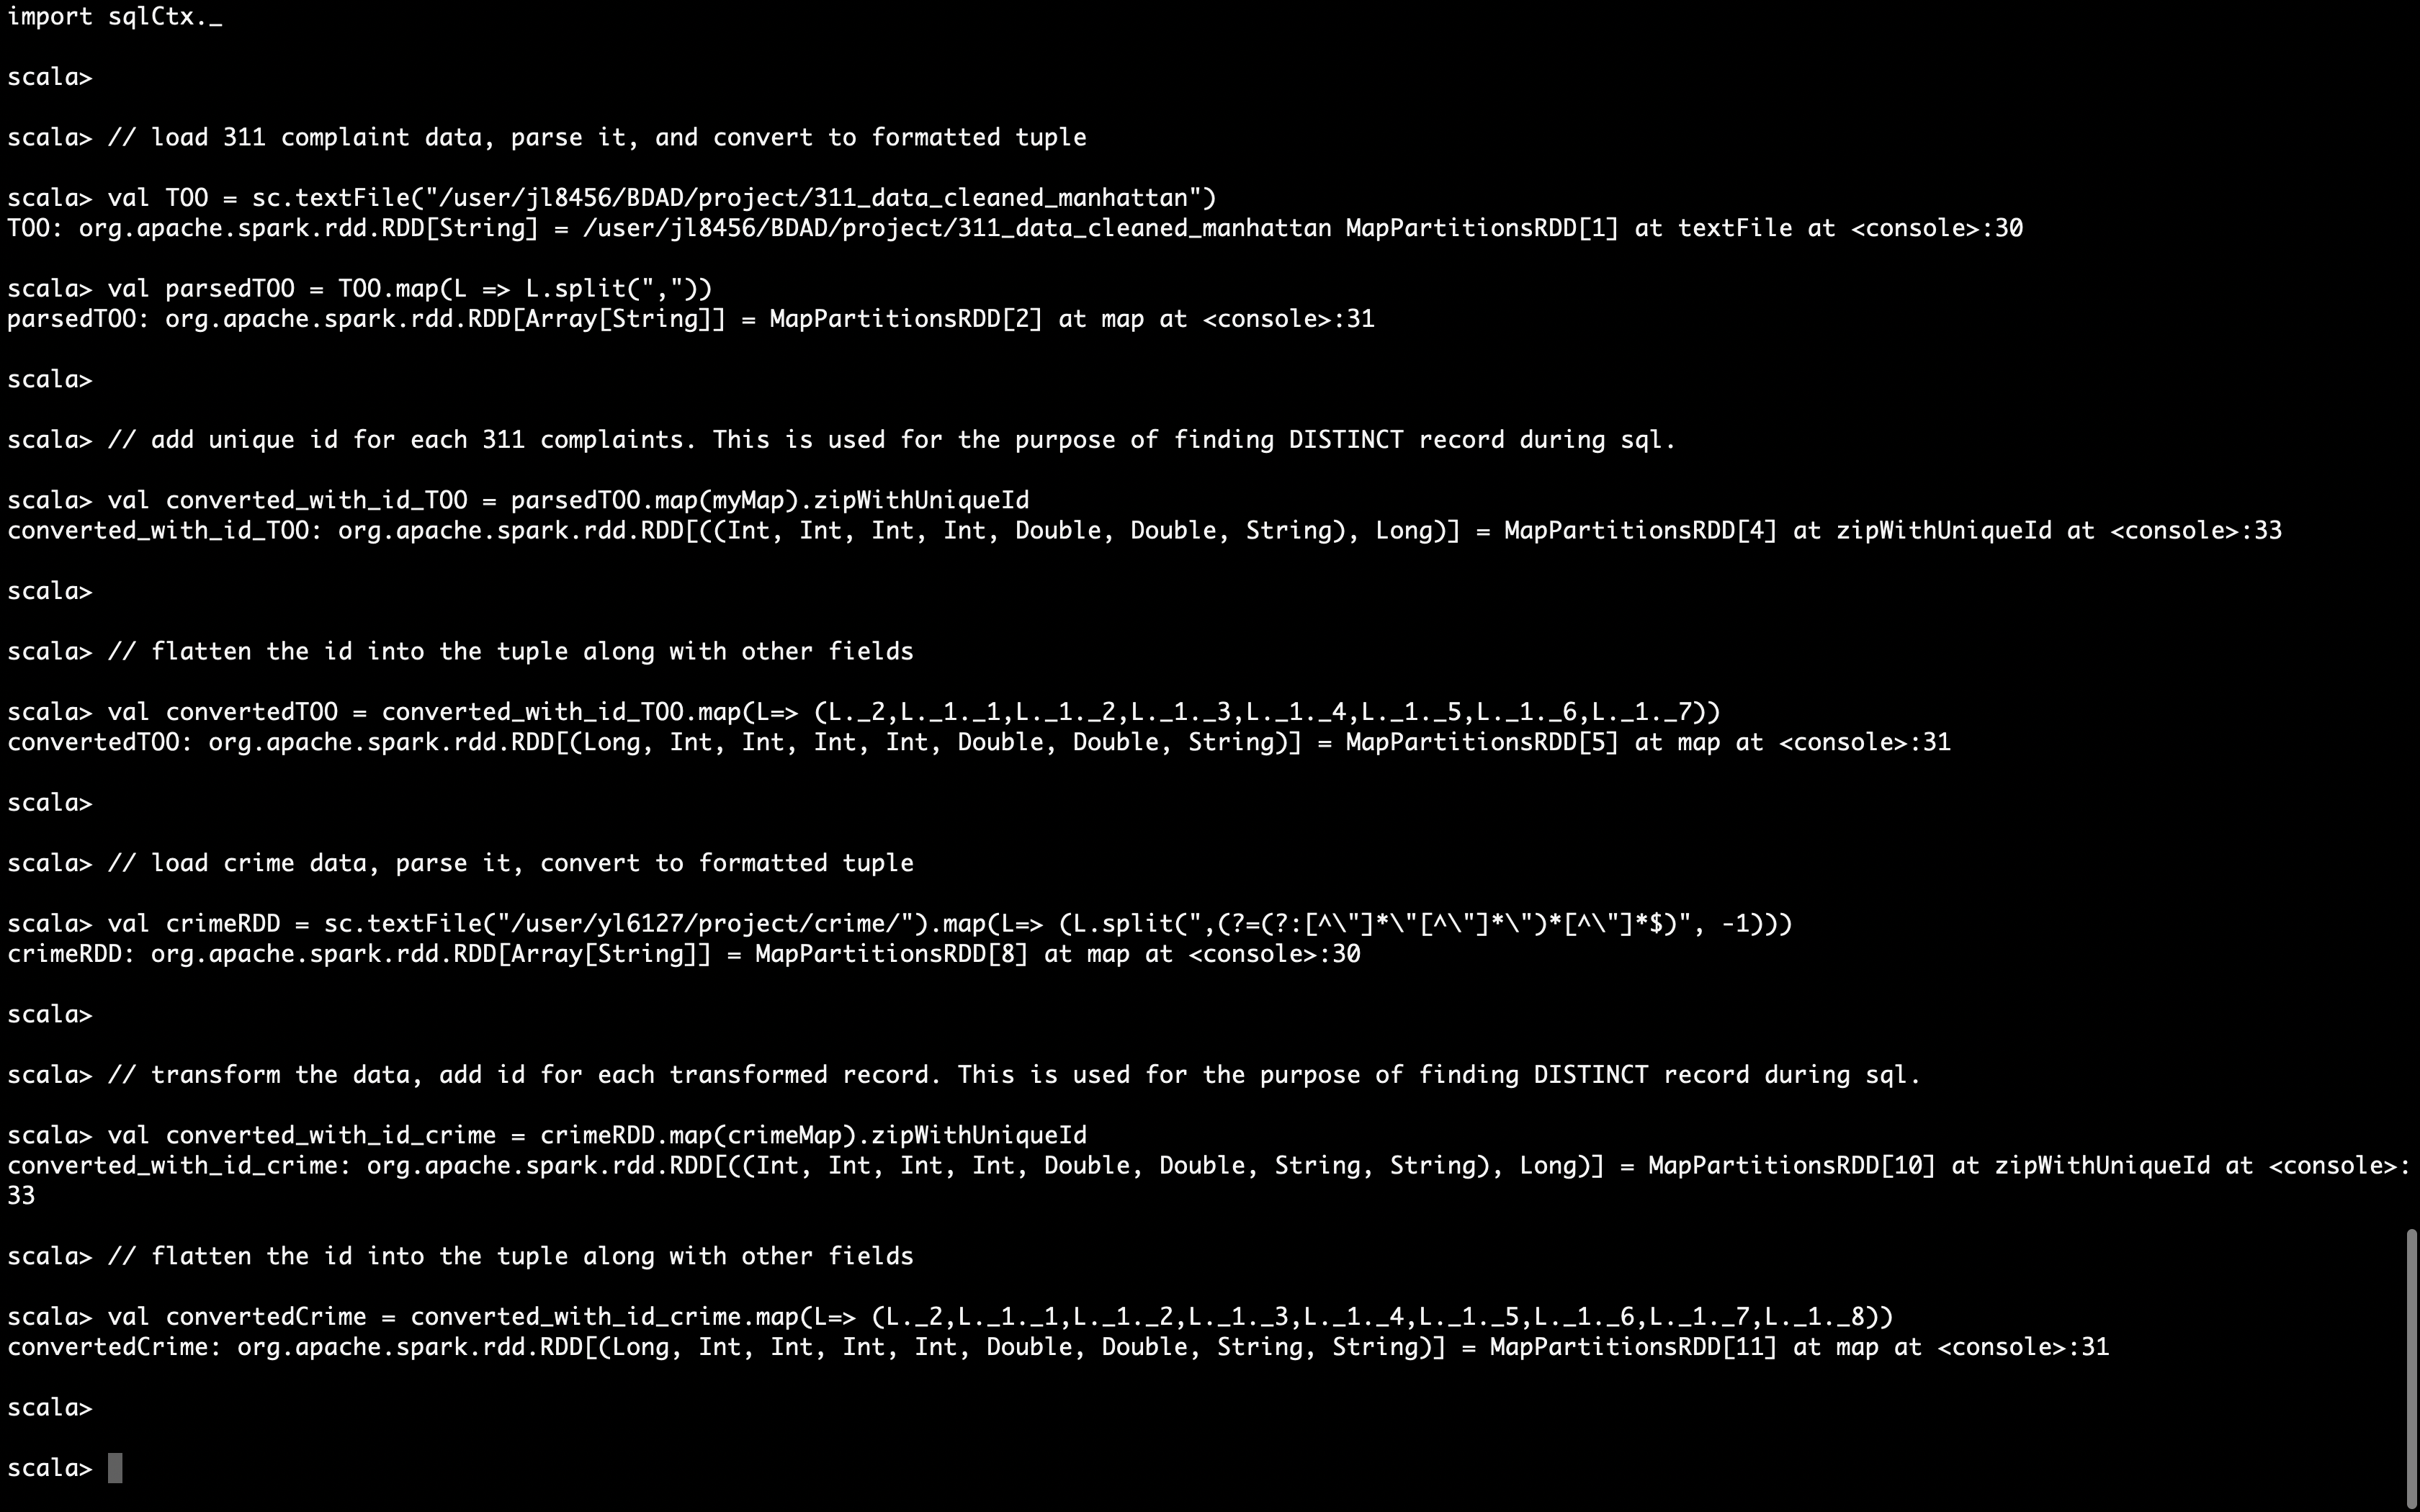 import sqlCtx._
scala>
scala> // load 311 complaint data, parse it, and convert to formatted tuple
scala> val TOO = sc.textFile("/user/jl8456/BDAD/project/311_data_cleaned_manhattan")
TOO: org.apache.spark.rdd.RDD[String] = /user/jl8456/BDAD/project/311_data_cleaned_manhattan MapPartitionsRDD[1] at textFile at <console>:30
scala> val parsedTOO = TOO.map(L => L.split(","))
parsedTOO: org.apache.spark.rdd.RDD[Array[String]] = MapPartitionsRDD[2] at map at <console>:31
scala>
scala> // add unique id for each 311 complaints. This is used for the purpose of finding DISTINCT record during sql.
scala> val converted_with_id_TOO = parsedTOO.map(myMap).zipWithUniqueId
converted_with_id_TOO: org.apache.spark.rdd.RDD[((Int, Int, Int, Int, Double, Double, String), Long)] = MapPartitionsRDD[4] at zipWithUniqueId at <console>:33
scala>
scala> // flatten the id into the tuple along with other fields
scala> val convertedTOO = converted_with_id_TOO.map(L=> (L._2,L._1._1,L._1._2,L._1._3,L._1._4,L._1._5,L._1._6,L._1._7))
convertedTOO: org.apache.spark.rdd.RDD[(Long, Int, Int, Int, Int, Double, Double, String)] = MapPartitionsRDD[5] at map at <console>:31
scala>
scala> // load crime data, parse it, convert to formatted tuple
scala> val crimeRDD = sc.textFile("/user/yl6127/project/crime/").map(L=> (L.split(",(?=(?:[^\"]*\"[^\"]*\")*[^\"]*$)", -1)))
crimeRDD: org.apache.spark.rdd.RDD[Array[String]] = MapPartitionsRDD[8] at map at <console>:30
scala>
scala> // transform the data, add id for each transformed record. This is used for the purpose of finding DISTINCT record during sql.
scala> val converted_with_id_crime = crimeRDD.map(crimeMap).zipWithUniqueId
converted_with_id_crime: org.apache.spark.rdd.RDD[((Int, Int, Int, Int, Double, Double, String, String), Long)] = MapPartitionsRDD[10] at zipWithUniqueId at <console>:
33
scala> // flatten the id into the tuple along with other fields
scala> val convertedCrime = converted_with_id_crime.map(L=> (L._2,L._1._1,L._1._2,L._1._3,L._1._4,L._1._5,L._1._6,L._1._7,L._1._8))
convertedCrime: org.apache.spark.rdd.RDD[(Long, Int, Int, Int, Int, Double, Double, String, String)] = MapPartitionsRDD[11] at map at <console>:31
scala>
scala>